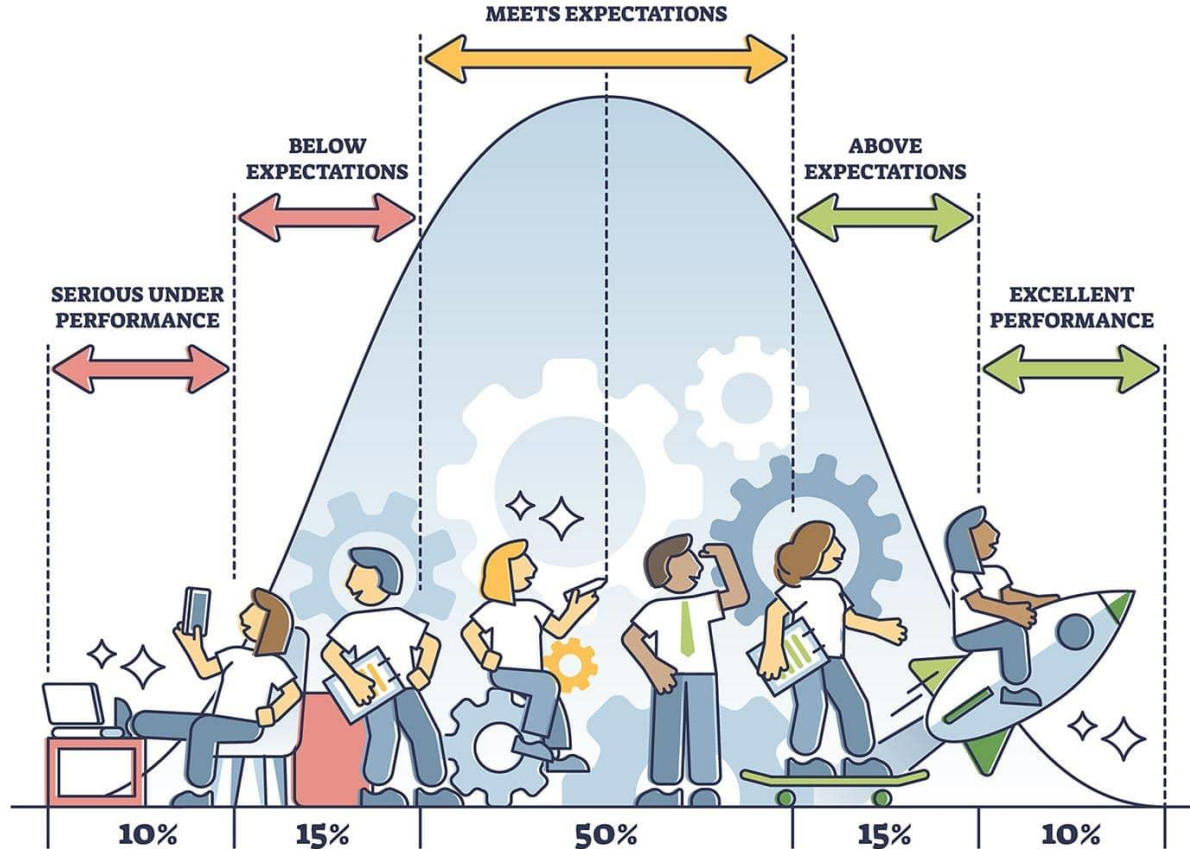 MEETS EXPECTATIONS
BELOW
EXPECTATIONS
ABOVE
EXPECTATIONS
SERIOUS UNDER
PERFORMANCE
EXCELLENT
PERFORMANCE
10%
15%
50%
15%
10%